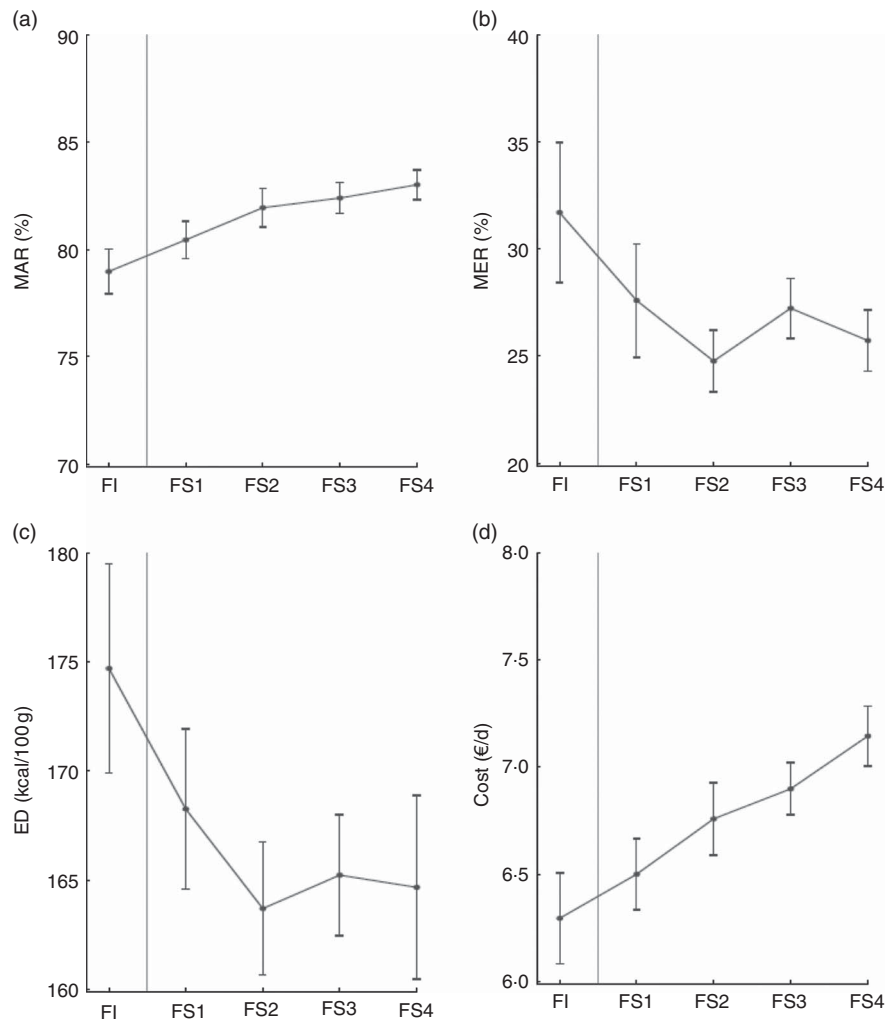 (a)
90
85
80
75
70
MAR (%)
FI FS1 FS2 FS3 FS4
(b)
40
35
30
25
20
MER (%)
FI FS1 FS2 FS3 FS4
(c)
180
175
170
165
160
ED (kcal/100 g)
FI FS1 FS2 FS3 FS4
(d)
8·0
7·5
7·0
6·5
6·0
Cost (€/d)
FI FS1 FS2 FS3 FS4